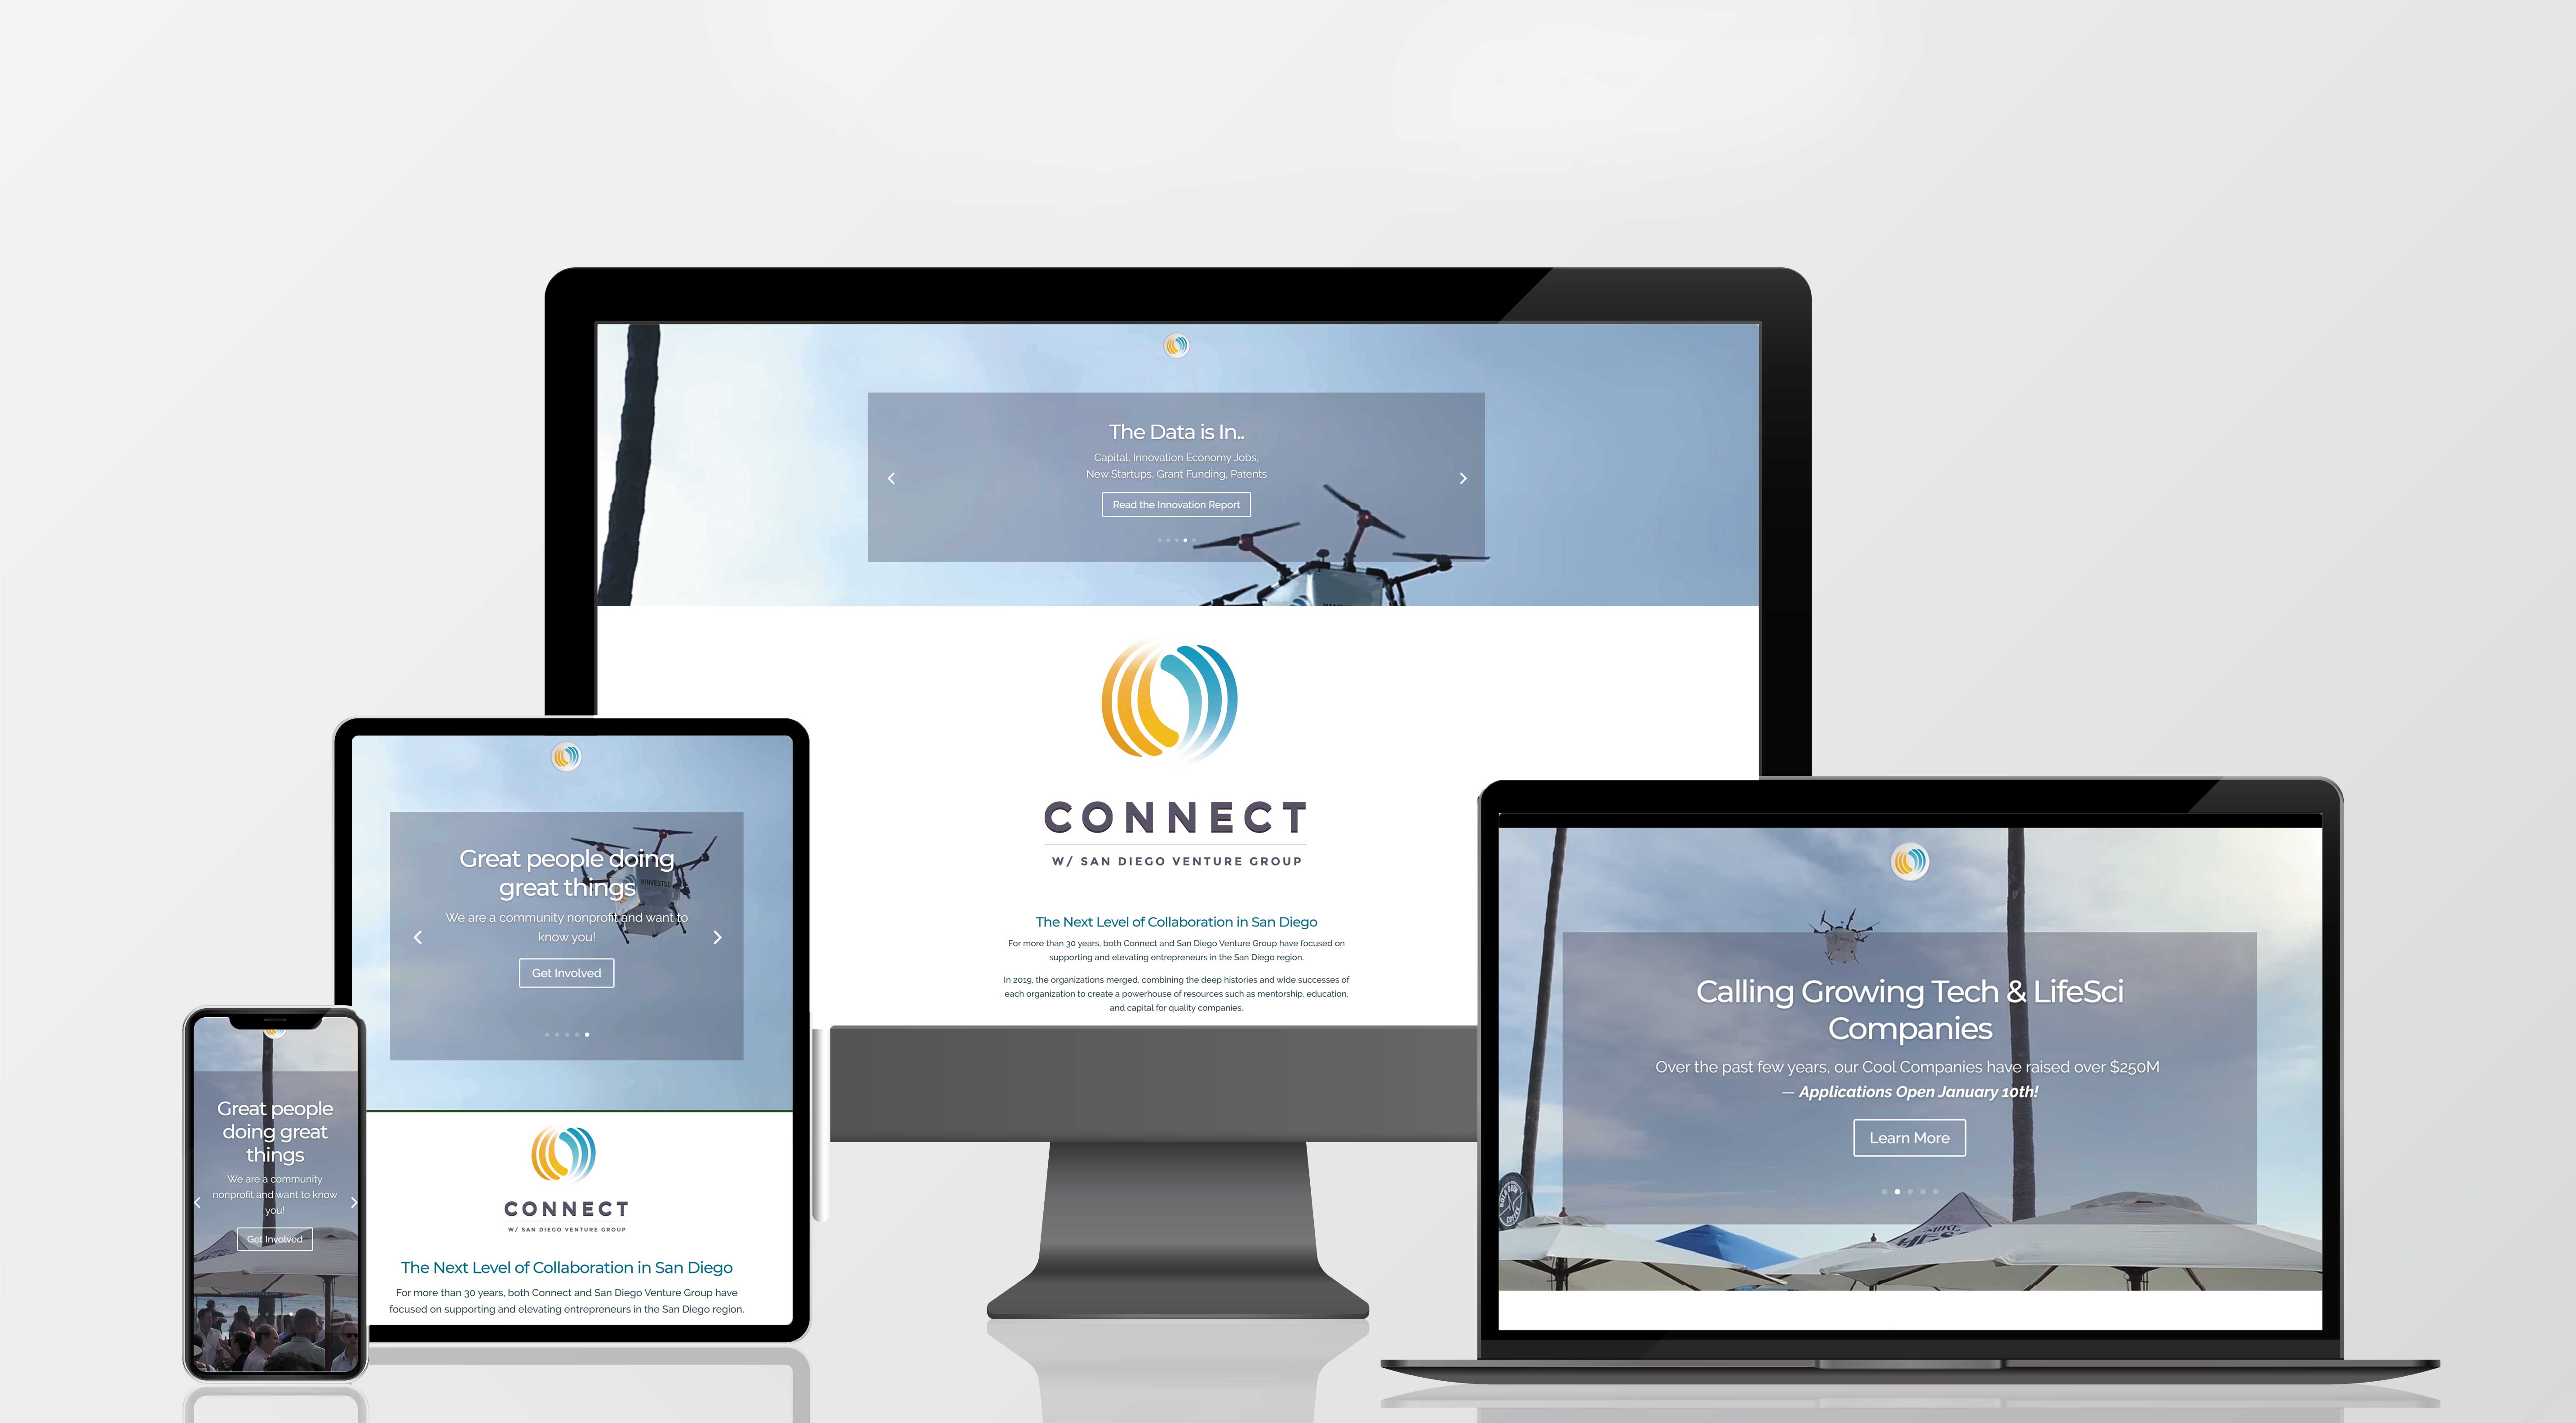 The Data is In..
Capital, Innovation Economy Jobs,
New Startups, Grant Funding, Patents
Read the Innovation Report
CONNECT
W/ SAN DIEGO VENTURE GROUP
The Next Level of Collaboration in San Diego
For more than 30 years, both Connect and San Diego Venture Group have focused on
supporting and elevating entrepreneurs in the San Diego region.
In 2019, the organizations merged, combining the deep histories and wide successes of
each organization to create a powerhouse of resources such as mentorship, education,
and capital for quality companies.
Great people doing
great things
We are a community nonprofit and want to
know you!
Get Involved
CONNECT
W/ SAN DIEGO VENTURE GROUP
The Next Level of Collaboration in San Diego
For more than 30 years, both Connect and San Diego Venture Group have
focused on supporting and elevating entrepreneurs in the San Diego region.
Great people
doing great
things
We are a community
nonprofit and want to know
you!
Get Involved
Calling Growing Tech & LifeSci
Companies
Over the past few years, our Cool Companies have raised over $250M
— Applications Open January 10th!
Learn More